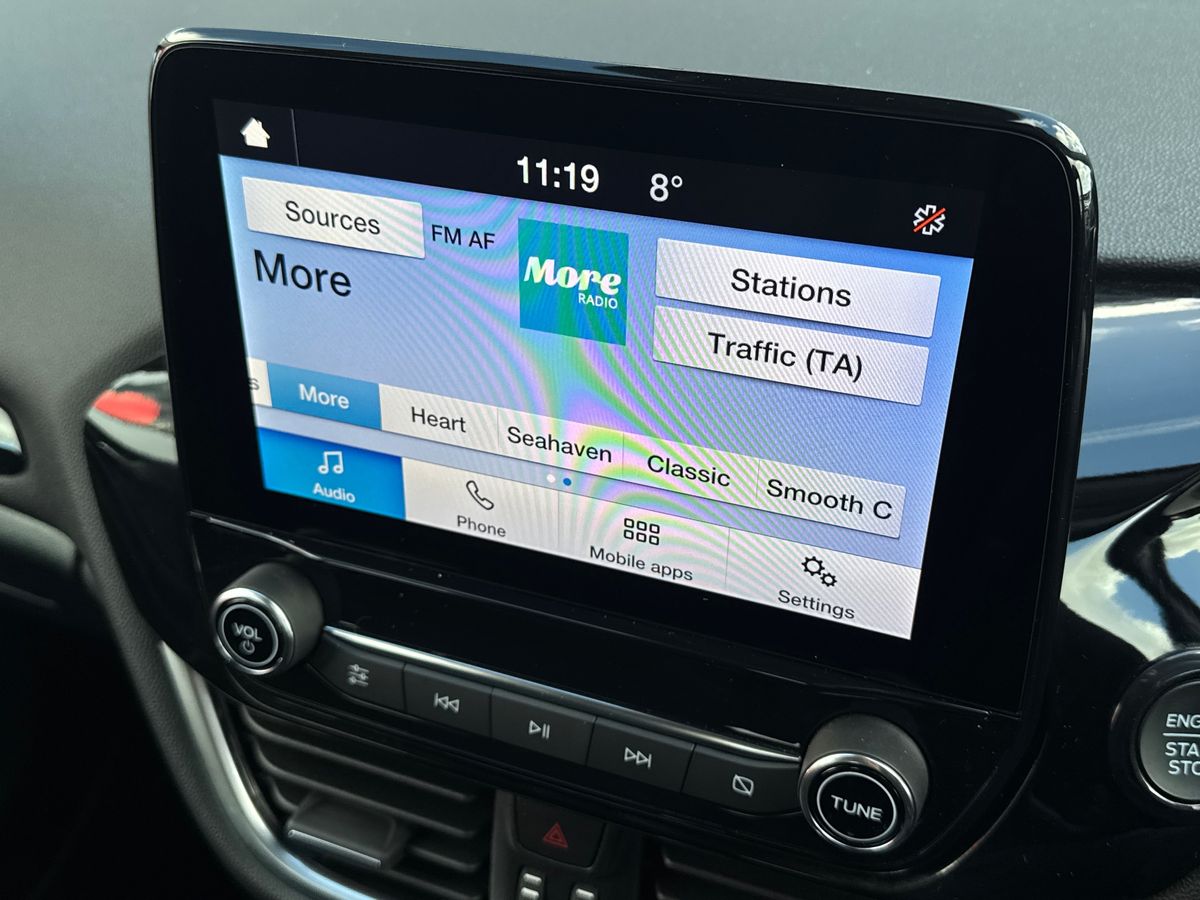 11:19 8°
Sources FM AF
More
More
RADIO
Stations
Traffic (TA)
s More Heart Seahaven Classic Smooth C
Audio Phone Mobile apps Settings
VOL
TUNE
ENG
STA
STO